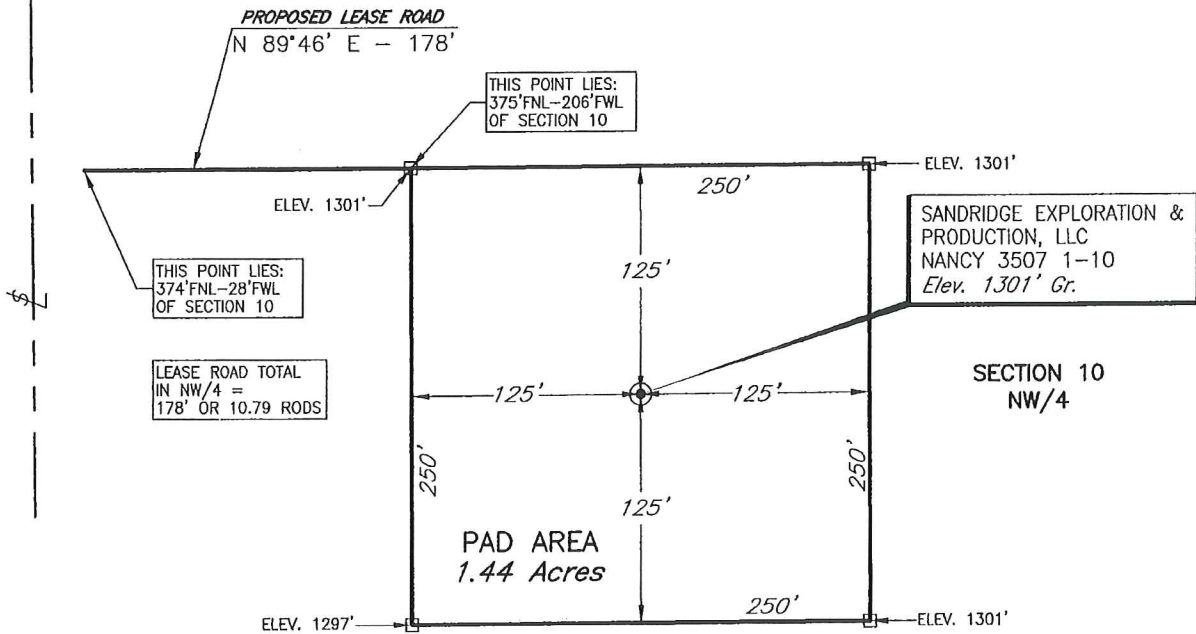 PROPOSED LEASE ROAD
N 89°46' E - 178'
THIS POINT LIES:
375'FNL-206'FWL
OF SECTION 10
ELEV. 1301'
250'
ELEV. 1301'
SANDRIDGE EXPLORATION &
PRODUCTION, LLC
NANCY 3507 1-10
Elev. 1301' Gr.
THIS POINT LIES:
374'FNL-28'FWL
OF SECTION 10
125'
LEASE ROAD TOTAL
IN NW/4 =
178' OR 10.79 RODS
125'
125'
SECTION 10
NW/4
250'
250'
125'
PAD AREA
1.44 Acres
250'
ELEV. 1297'
ELEV. 1301'